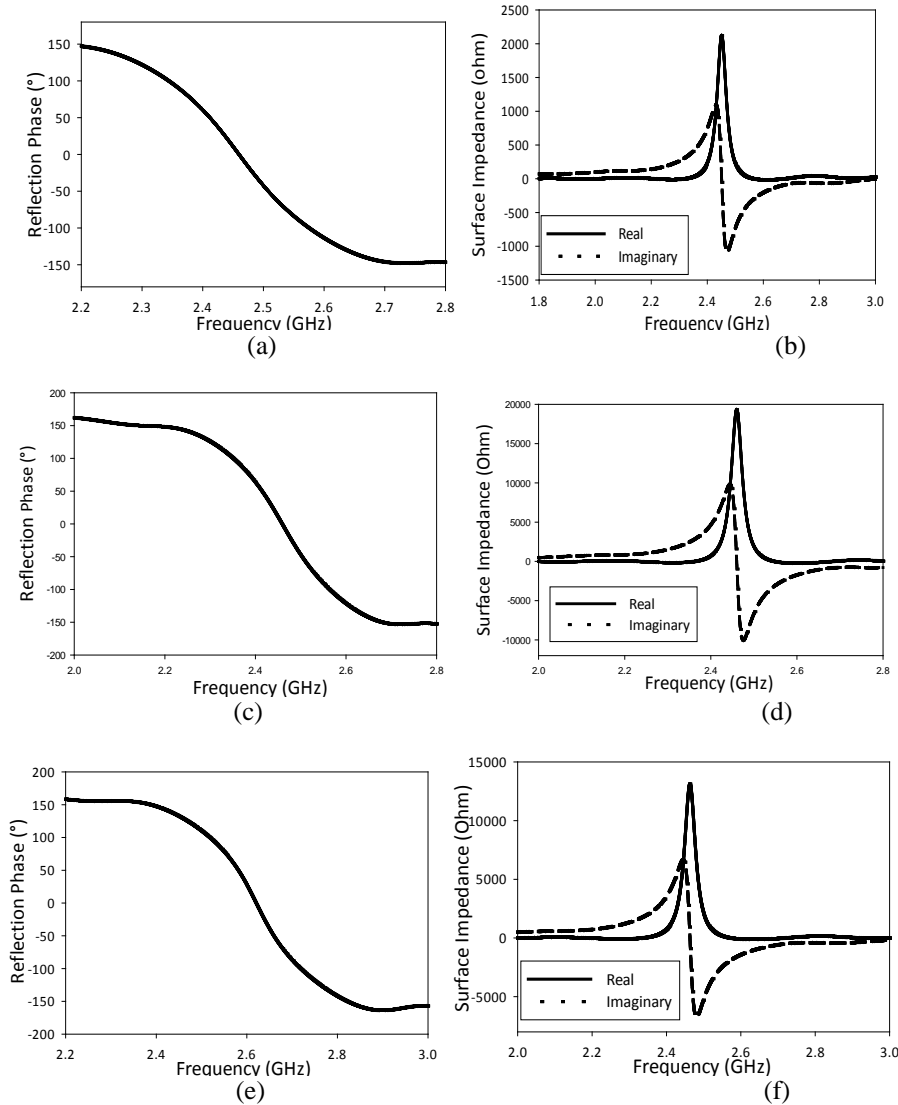 150
100
50
0
-50
-100
-150
Reflection Phase (°)
2.2 2.3 2.4 2.5 2.6 2.7 2.8
Frequency (GHz)
(a)
2500
2000
1500
1000
500
0
-500
-1000
-1500
Surface Impedance (ohm)
Real
Imaginary
1.8 2.0 2.2 2.4 2.6 2.8 3.0
Frequency (GHz)
(b)
200
150
100
50
0
-50
-100
-150
-200
Reflection Phase (°)
2.0 2.2 2.4 2.6 2.8
Frequency (GHz)
(c)
20000
15000
10000
5000
0
-5000
-10000
Surface Impedance (Ohm)
Real
Imaginary
2.0 2.2 2.4 2.6 2.8
Frequency (GHz)
(d)
200
150
100
50
0
-50
-100
-150
-200
Reflection Phase (°)
2.2 2.4 2.6 2.8 3.0
Frequency (GHz)
(e)
15000
10000
5000
0
-5000
Surface Impedance (Ohm)
Real
Imaginary
2.0 2.2 2.4 2.6 2.8 3.0
Frequency (GHz)
(f)